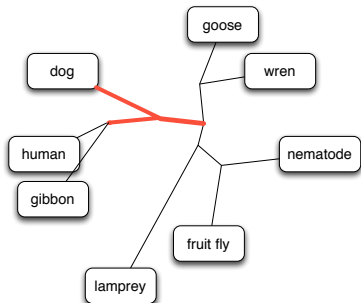 goose
dog
wren
human
nematode
gibbon
fruit fly
lamprey